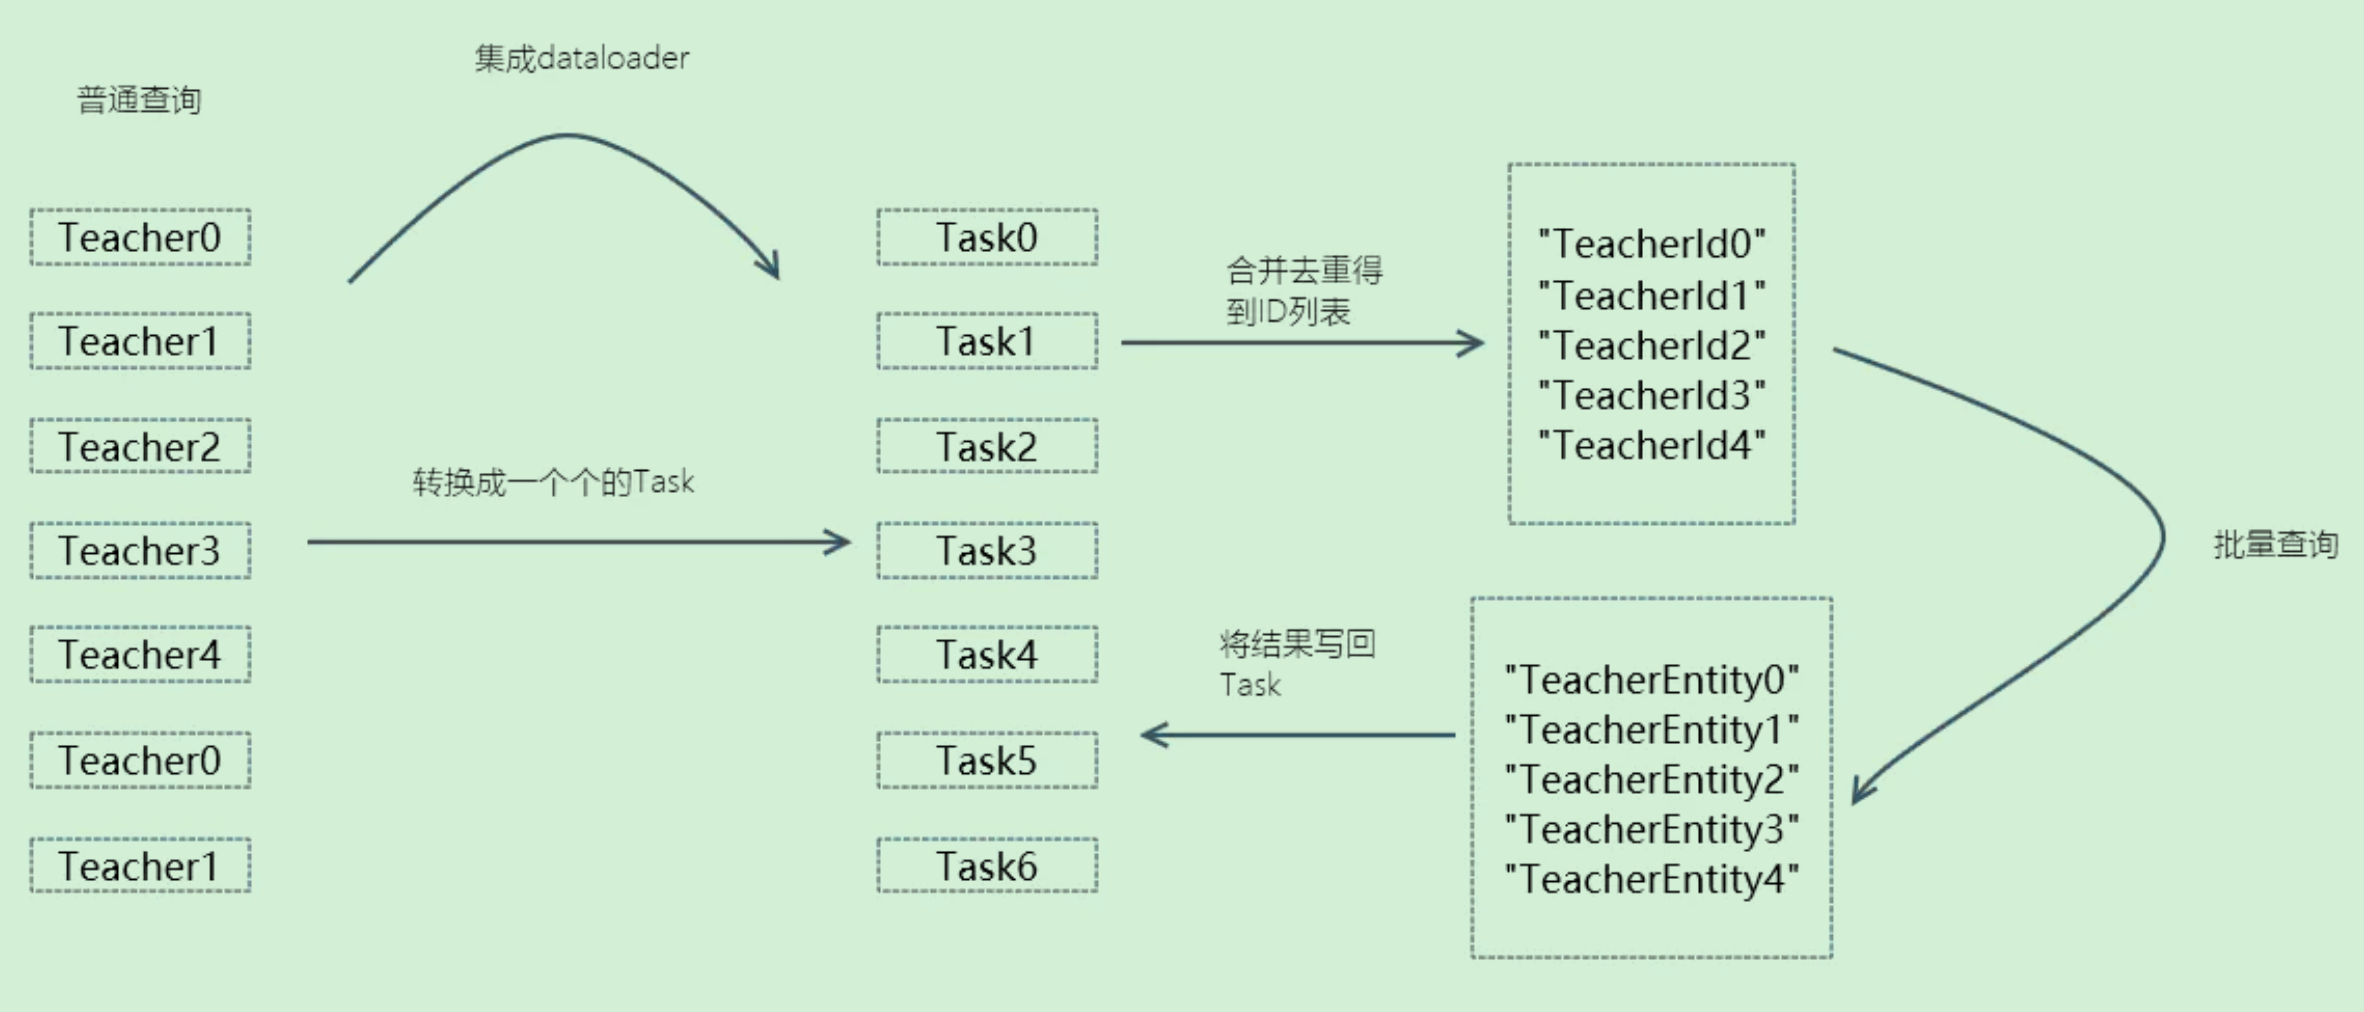 集成dataloader
普通查询
Teacher0
Teacher1
Teacher2
Teacher3
Teacher4
Teacher0
Teacher1
转换成一个个的Task
Task0
Task1
Task2
Task3
Task4
Task5
Task6
合并去重得
到ID列表
"TeacherId0"
"TeacherId1"
"TeacherId2"
"TeacherId3"
"TeacherId4"
批量查询
"TeacherEntity0"
"TeacherEntity1"
"TeacherEntity2"
"TeacherEntity3"
"TeacherEntity4"
将结果写回
Task